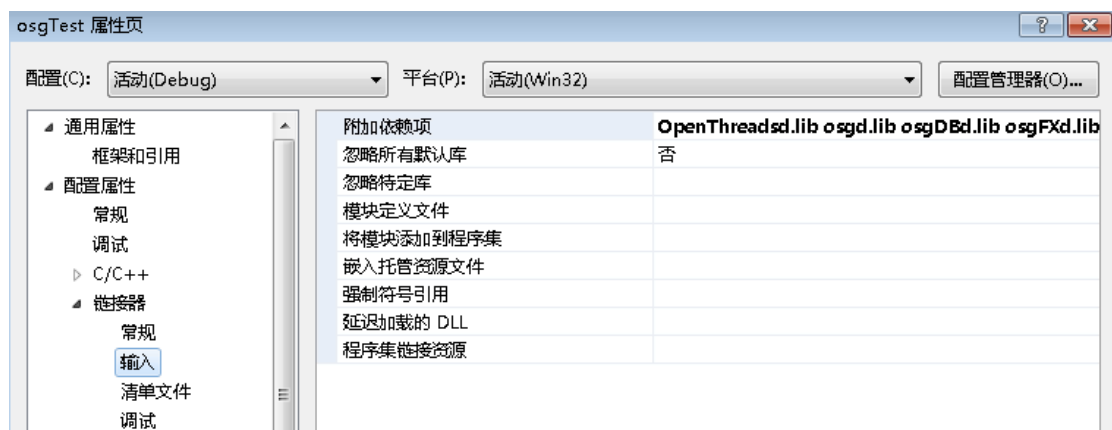 osgTest 属性页
配置(C): 活动(Debug) 平台(P): 活动(Win32) 配置管理器(O)...
通用属性
框架和引用
配置属性
常规
调试
C/C++
链接器
常规
输入
清单文件
调试
附加依赖项 OpenThreadsd.lib osgd.lib osgDBd.lib osgFXd.lib
忽略所有默认库 否
忽略特定库
模块定义文件
将模块添加到程序集
嵌入托管资源文件
强制符号引用
延迟加载的 DLL
程序集链接资源